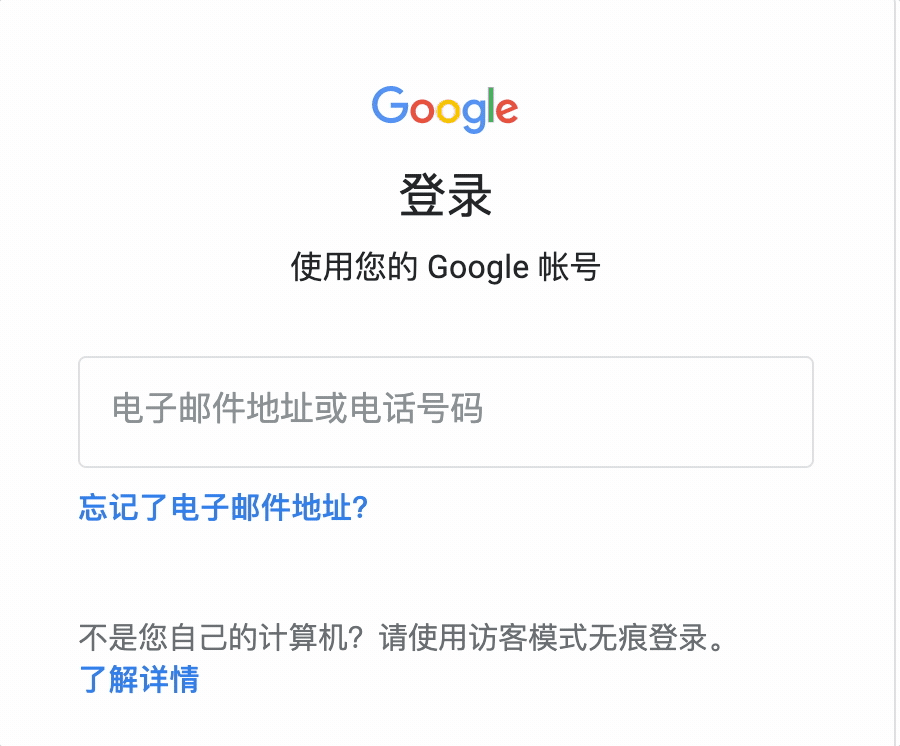 Google
登录
使用您的 Google 帐号
电子邮件地址或电话号码
忘记了电子邮件地址?
不是您自己的计算机？请使用访客模式无痕登录。
了解详情